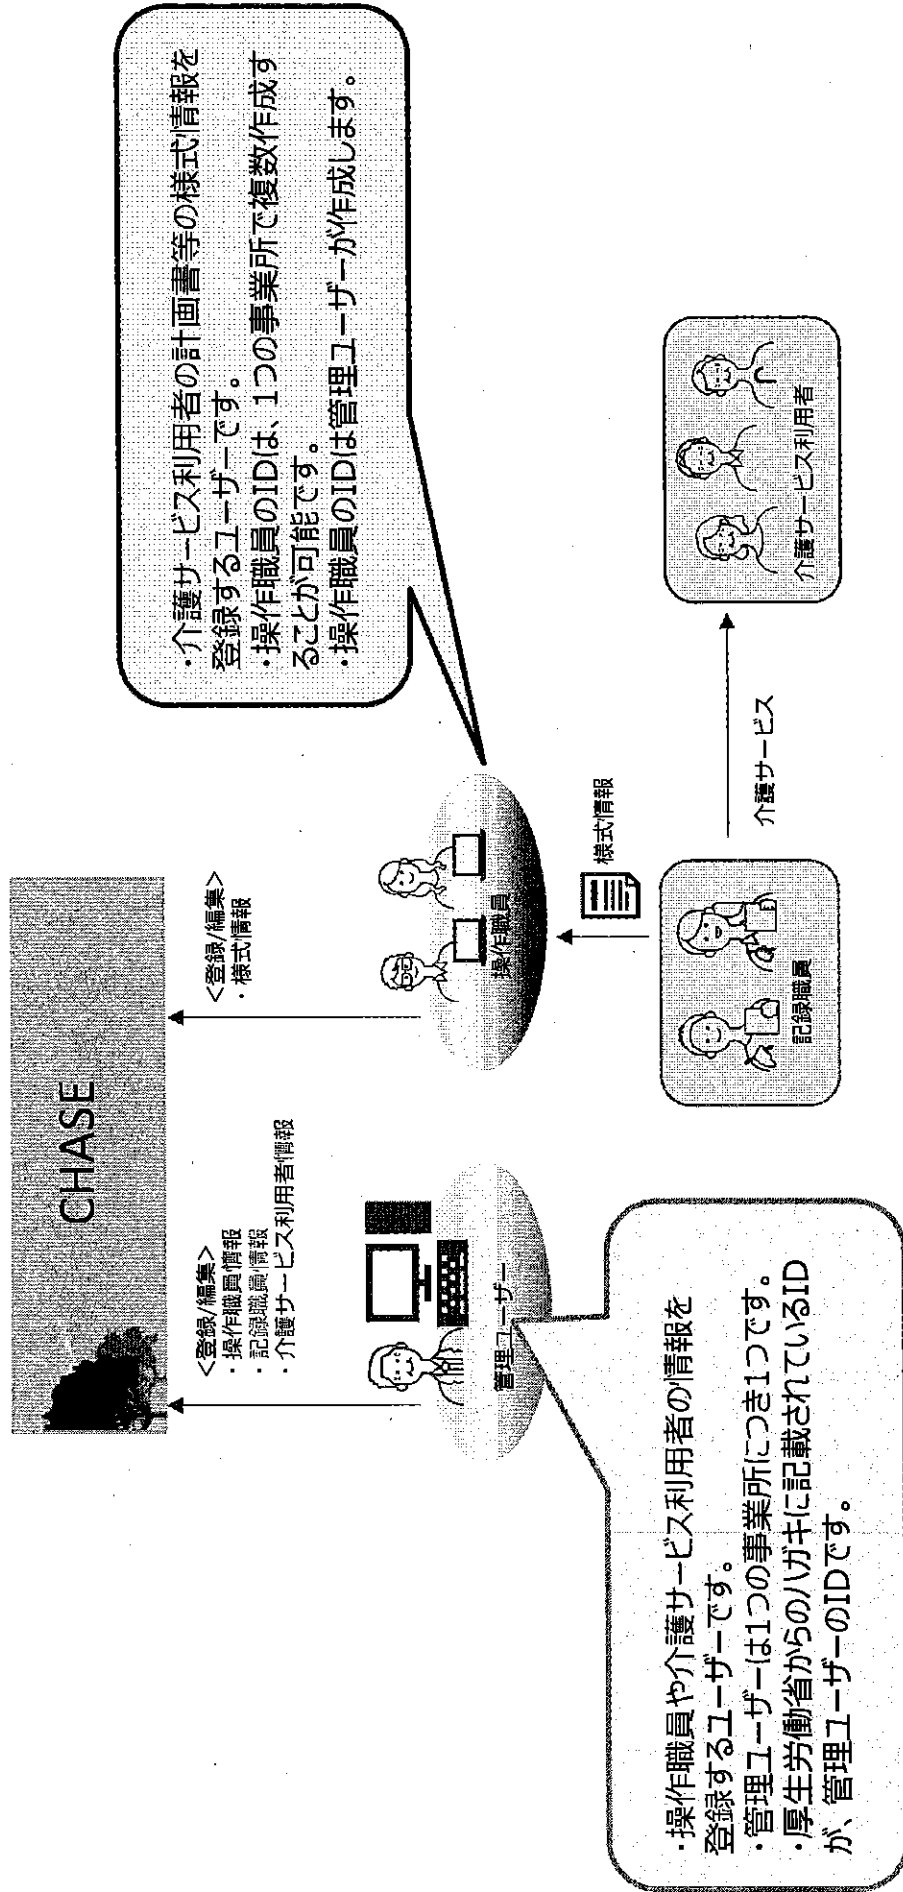 CHASE
<登録/編集>
・操作職員情報
・記録職員情報
・介護サービス利用者情報
<登録/編集>
・様式情報
管理ユーザー
操作職員
・介護サービス利用者の計画書等の様式情報を
登録するユーザーです。
・操作職員のIDは、1つの事業所で複数作成す
ることが可能です。
・操作職員のIDは管理ユーザーが作成します。
様式情報
・操作職員や介護サービス利用者の情報を
登録するユーザーです。
・管理ユーザーは1つの事業所につき1つです。
・厚生労働省からのハガキに記載されているID
が、管理ユーザーのIDです。
記録職員
介護サービス
介護サービス利用者